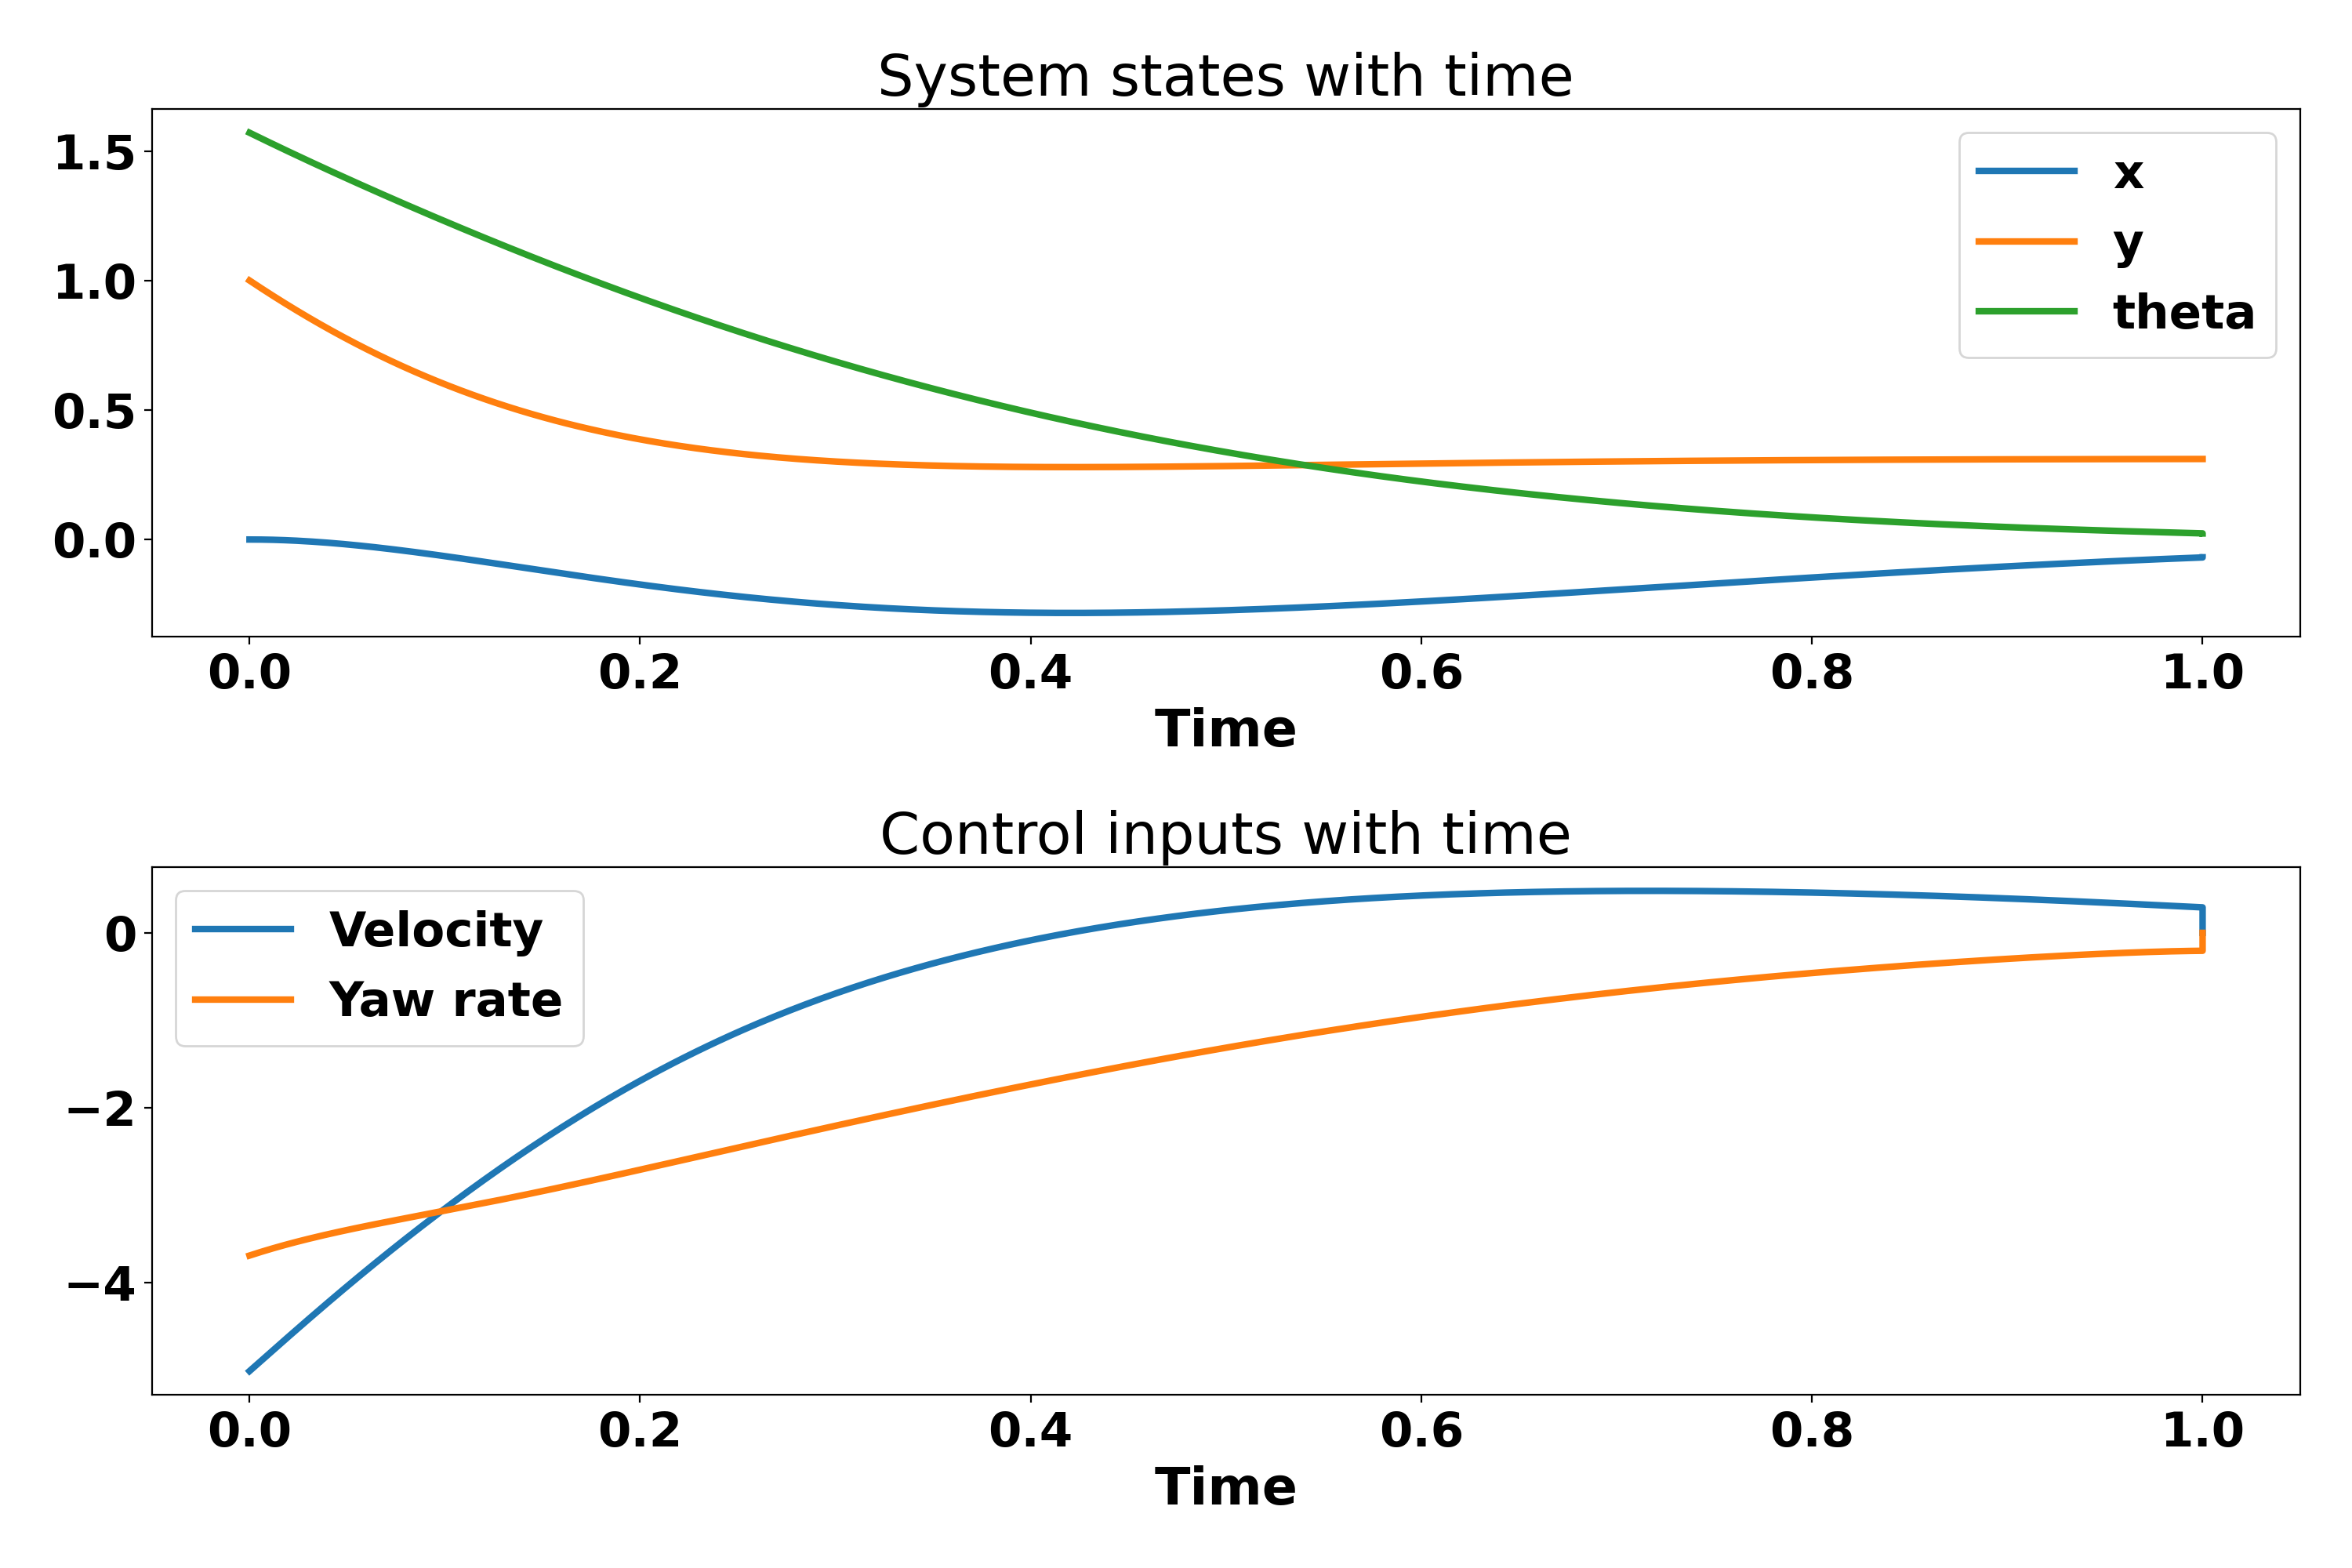 System states with time
1.5
1.0
0.5
0.0
x
y
theta
0.0 0.2 0.4 0.6 0.8 1.0
Time
Control inputs with time
0
−2
−4
Velocity
Yaw rate
0.0 0.2 0.4 0.6 0.8 1.0
Time